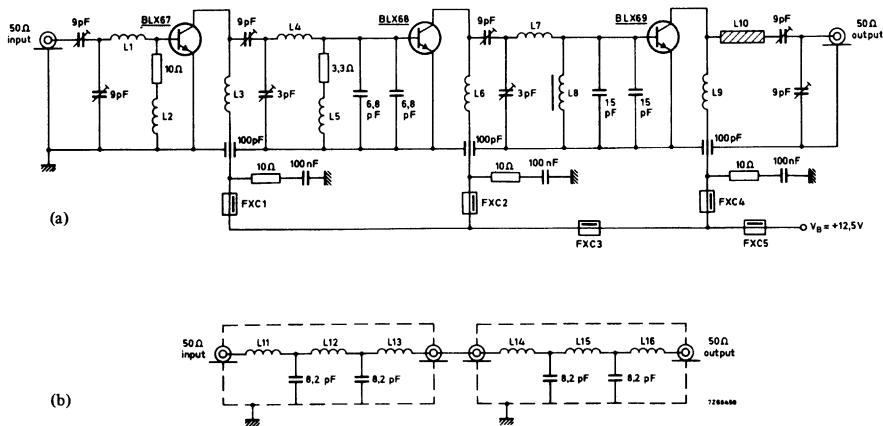 50Ω
input
9pF
L1
BLX67
9pF
L4
BLX68
9pF
L7
BLX69
L10
9pF
50Ω
output
9pF
10Ω
L2
L3
3pF
3,3Ω
L5
6,8
pF
6,8
pF
L6
3pF
L8
15
pF
15
pF
L9
9pF
100pF
100pF
100pF
10Ω
100nF
10Ω
100nF
10Ω
100nF
FXC1
FXC2
FXC4
(a)
FXC3
FXC5
VB = +12,5V
50Ω
input
L11
L12
L13
L14
L15
L16
50Ω
output
8,2 pF
8,2 pF
8,2 pF
8,2 pF
(b)